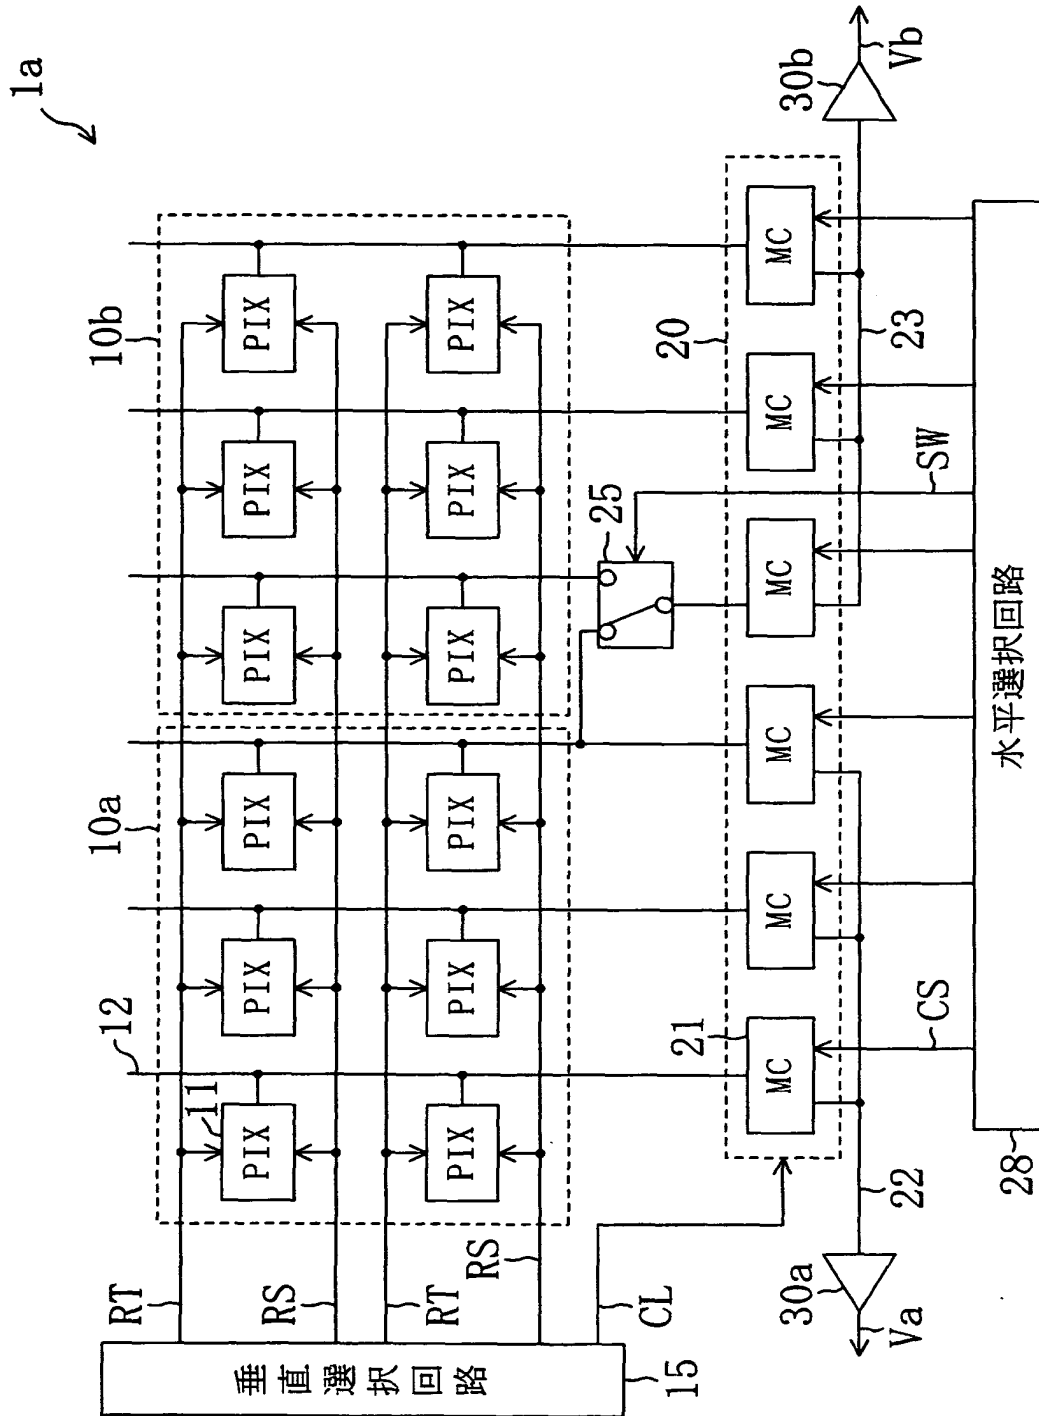 1a
10a
10b
12
11
PIX
PIX
PIX
PIX
PIX
PIX
RT
RS
PIX
PIX
PIX
PIX
PIX
PIX
RT
RS
垂直選択回路
15
CL
25
20
21
MC
MC
MC
MC
MC
MC
30a
Va
22
CS
SW
23
30b
Vb
水平選択回路
28